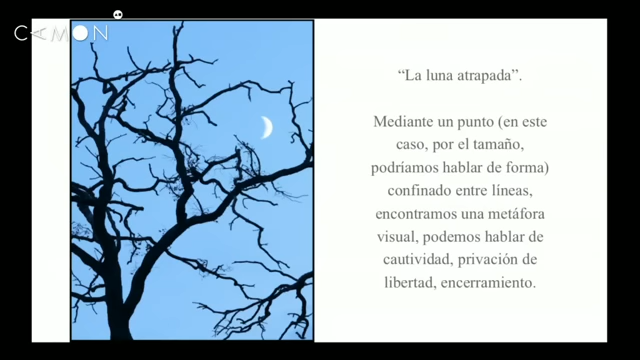 CAMON
“La luna atrapada”.
Mediante un punto (en este
caso, por el tamaño,
podríamos hablar de forma)
confinado entre líneas,
encontramos una metáfora
visual, podemos hablar de
cautividad, privación de
libertad, encerramiento.